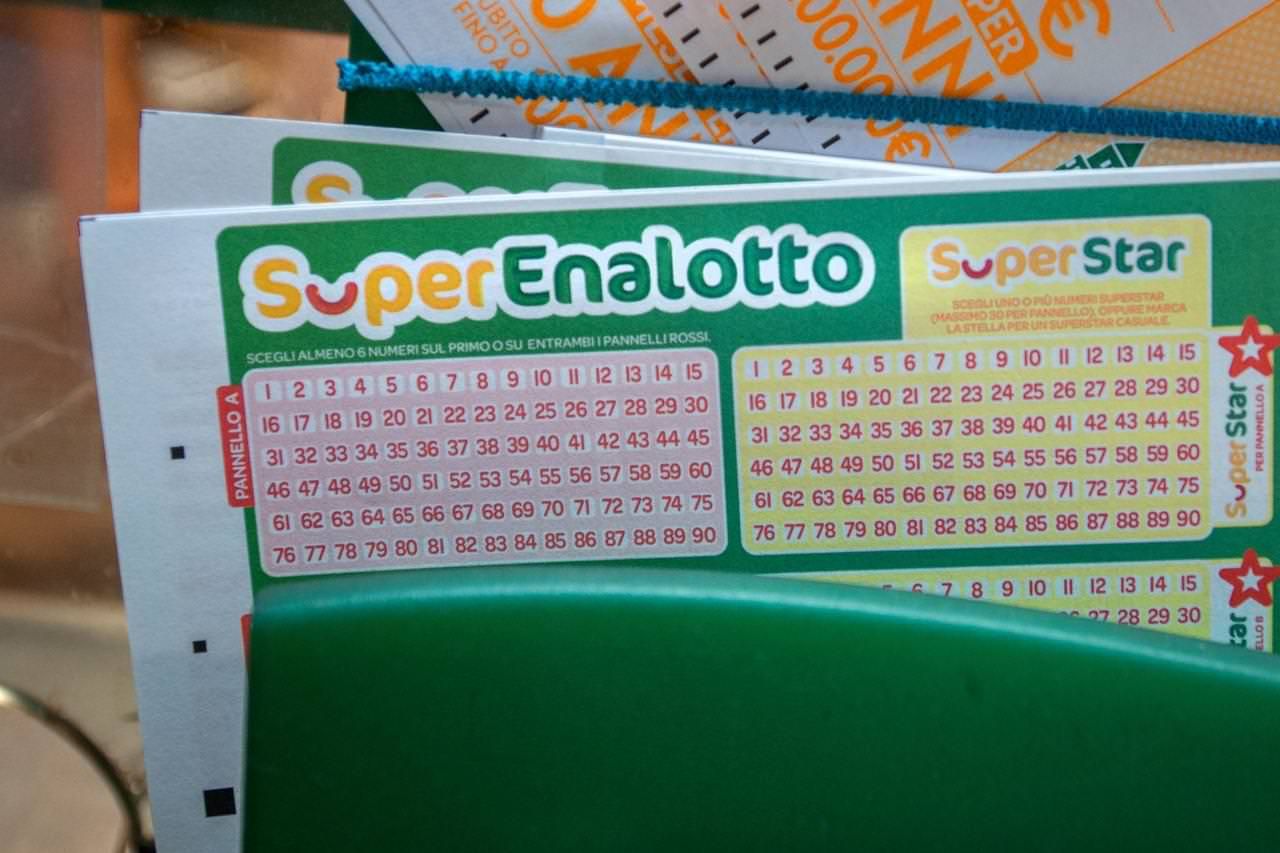 UBITO
FINO A
SUPER
€
00.000€
SuperEnalotto
SuperStar
SCEGLI UNO O PIÙ NUMERI SUPERSTAR
(MASSIMO 30 PER PANNELLO), OPPURE MARCA
LA STELLA PER UN SUPERSTAR CASUALE.
SCEGLI ALMENO 6 NUMERI SUL PRIMO O SU ENTRAMBI I PANNELLI ROSSI.
PANNELLO A
1 2 3 4 5 6 7 8 9 10 11 12 13 14 15
16 17 18 19 20 21 22 23 24 25 26 27 28 29 30
31 32 33 34 35 36 37 38 39 40 41 42 43 44 45
46 47 48 49 50 51 52 53 54 55 56 57 58 59 60
61 62 63 64 65 66 67 68 69 70 71 72 73 74 75
76 77 78 79 80 81 82 83 84 85 86 87 88 89 90
1 2 3 4 5 6 7 8 9 10 11 12 13 14 15
16 17 18 19 20 21 22 23 24 25 26 27 28 29 30
31 32 33 34 35 36 37 38 39 40 41 42 43 44 45
46 47 48 49 50 51 52 53 54 55 56 57 58 59 60
61 62 63 64 65 66 67 68 69 70 71 72 73 74 75
76 77 78 79 80 81 82 83 84 85 86 87 88 89 90
SuperStar
PER PANNELLO A
6 7 8 9 10 11 12 13 14 15
27 28 29 30
tar
ELLO B